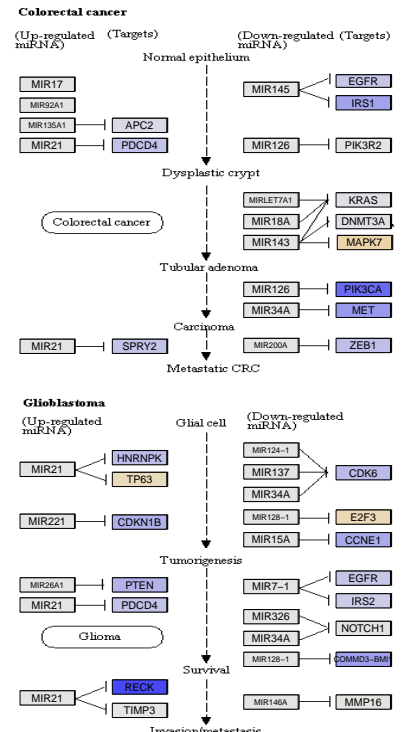 Colorectal cancer
(Up-regulated miRNA) (Targets) (Down-regulated miRNA) (Targets)
Normal epithelium
MIR17
MIR92A1
MIR135A1 APC2
MIR21 PDCD4
MIR145 EGFR
IRS1
MIR126 PIK3R2
Dysplastic crypt
Colorectal cancer
MIRLET7A1 KRAS
MIR18A DNMT3A
MIR143 MAPK7
Tubular adenoma
MIR126 PIK3CA
MIR34A MET
Carcinoma
MIR21 SPRY2
MIR200A ZEB1
Metastatic CRC
Glioblastoma
(Up-regulated miRNA) (Down-regulated miRNA)
Glial cell
MIR21 HNRNPK
TP63
MIR221 CDKN1B
MIR124-1
MIR137 CDK6
MIR34A
MIR128-1 E2F3
MIR15A CCNE1
Tumorigenesis
MIR26A1 PTEN
MIR21 PDCD4
Glioma
MIR7-1 EGFR
IRS2
MIR326 NOTCH1
MIR34A
MIR128-1 COMMD3-BMI1
Survival
MIR21 RECK
TIMP3
MIR146A MMP16
Invasion/metastasis